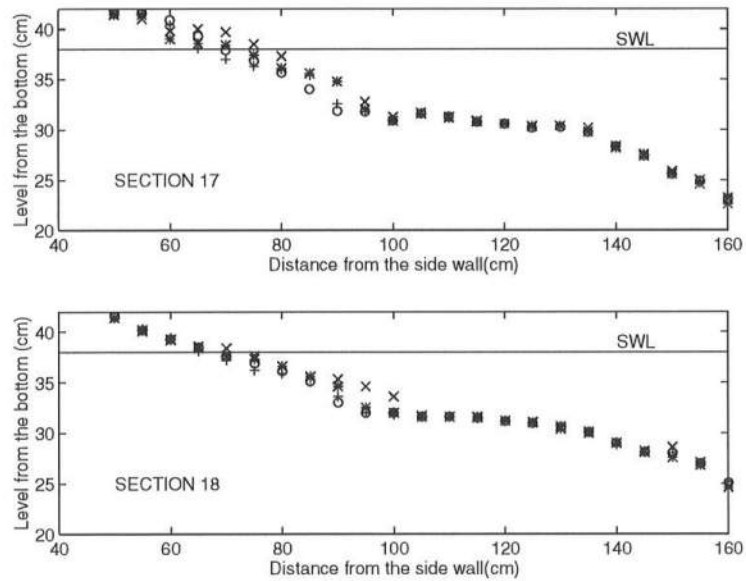 Level from the bottom (cm)
40
35
30
25
20
SWL
SECTION 17
40 60 80 100 120 140 160
Distance from the side wall(cm)
Level from the bottom (cm)
40
35
30
25
20
SWL
SECTION 18
40 60 80 100 120 140 160
Distance from the side wall(cm)